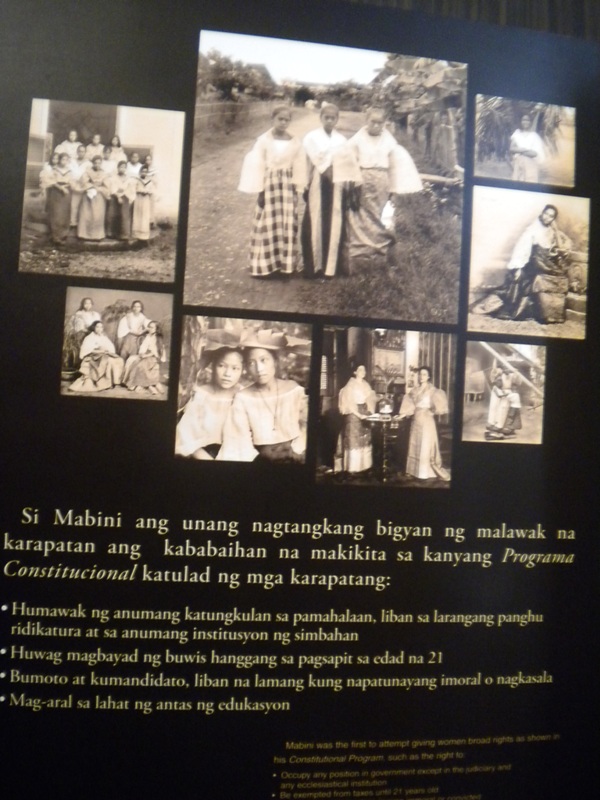 Si Mabini ang unang nagtangkang bigyan ng malawak na
karapatan ang kababaihan na makikita sa kanyang Programa
Constitucional katulad ng mga karapatang:
• Humawak ng anumang katungkulan sa pamahalaan, liban sa larangang panghu
ridikatura at sa anumang institusyon ng simbahan
• Huwag magbayad ng buwis hanggang sa pagsapit sa edad na 21
• Bumoto at kumandidato, liban na lamang kung napatunayang imoral o nagkasala
• Mag-aral sa lahat ng antas ng edukasyon
Mabini was the first to attempt giving women broad rights as shown in
his Constitutional Program, such as the right to:
• Occupy any position in government except in the judiciary and
any ecclesiastical institution
• Be exempted from taxes until 21 years old